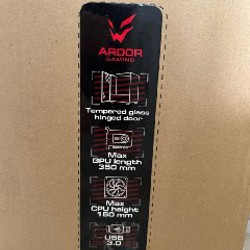 ARDOR
GAMING
Tempered glass
hinged door
Max
GPU length
350 mm
Max
CPU height
160 mm
USB
3.0